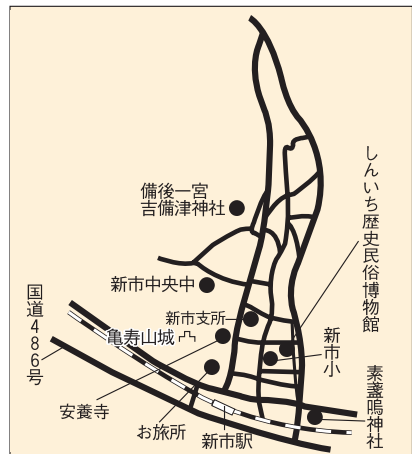 しんいち歴史民俗博物館
備後一宮
吉備津神社
新市中央中
国道486号
新市支所
亀寿山城
新市小
素盞嗚神社
安養寺
お旅所
新市駅